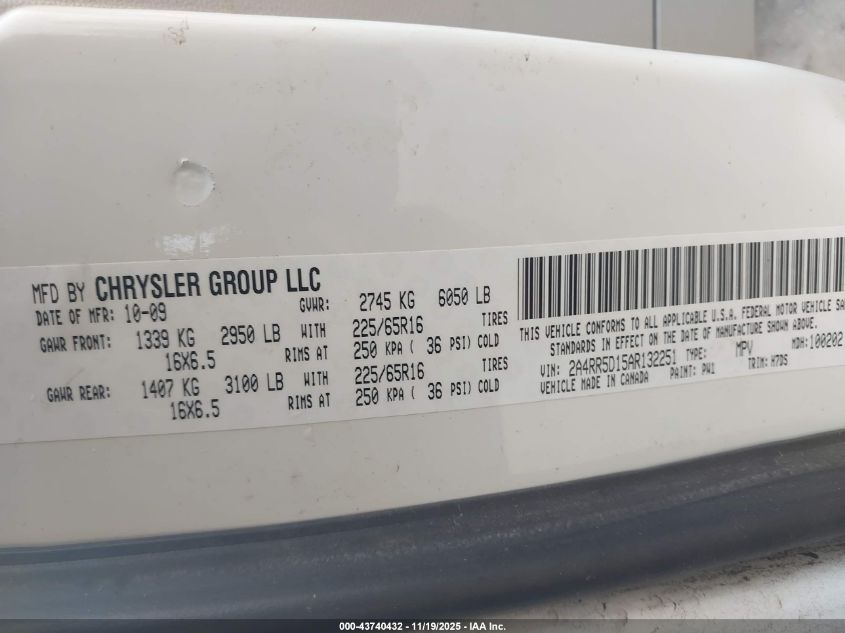 MFD BY CHRYSLER GROUP LLC
DATE OF MFR: 10-09 GVWR: 2745 KG 6050 LB
GAWR FRONT: 1339 KG 2950 LB WITH 225/65R16 TIRES
16X6.5 RIMS AT 250 KPA ( 36 PSI) COLD
GAWR REAR: 1407 KG 3100 LB WITH 225/65R16 TIRES
16X6.5 RIMS AT 250 KPA ( 36 PSI) COLD
THIS VEHICLE CONFORMS TO ALL APPLICABLE U.S.A. FEDERAL MOTOR VEHICLE SA
STANDARDS IN EFFECT ON THE DATE OF MANUFACTURE SHOWN ABOVE.
VIN: 2A4RR5D15AR132251 TYPE: MPV MDH: 100202
VEHICLE MADE IN CANADA PAINT: PW1 TRIM: H7DS
000-43740432 - 11/19/2025 - IAA Inc.